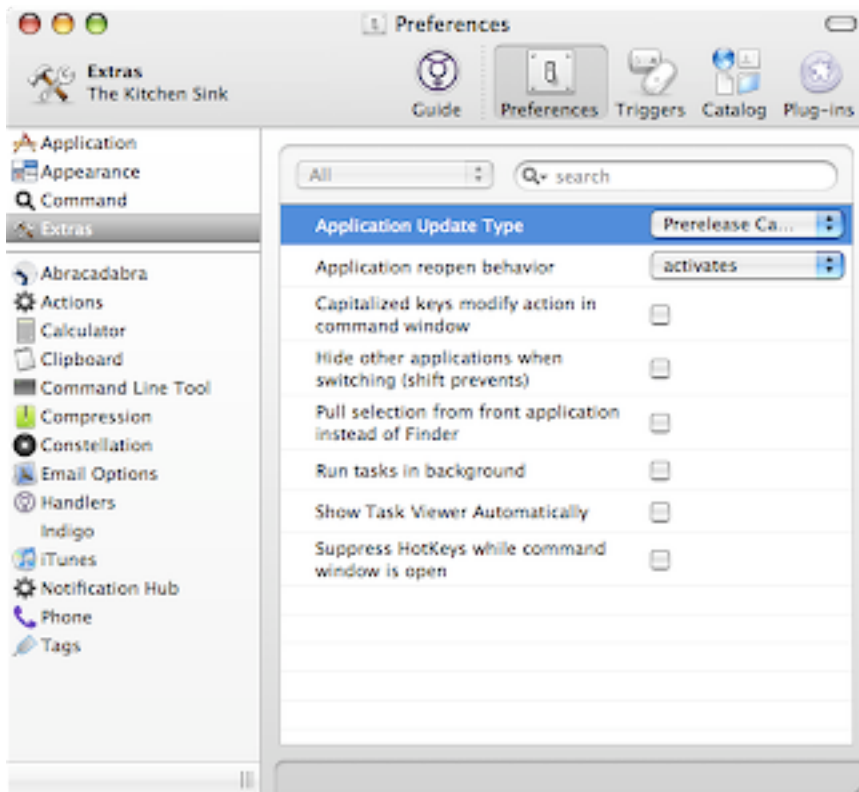 Preferences
Extras
The Kitchen Sink
Guide
Preferences
Triggers
Catalog
Plug-ins
Application
Appearance
Command
Extras
Abracadabra
Actions
Calculator
Clipboard
Command Line Tool
Compression
Constellation
Email Options
Handlers
Indigo
iTunes
Notification Hub
Phone
Tags
All
search
Application Update Type
Prerelease Ca...
Application reopen behavior
activates
Capitalized keys modify action in
command window
Hide other applications when
switching (shift prevents)
Pull selection from front application
instead of Finder
Run tasks in background
Show Task Viewer Automatically
Suppress HotKeys while command
window is open